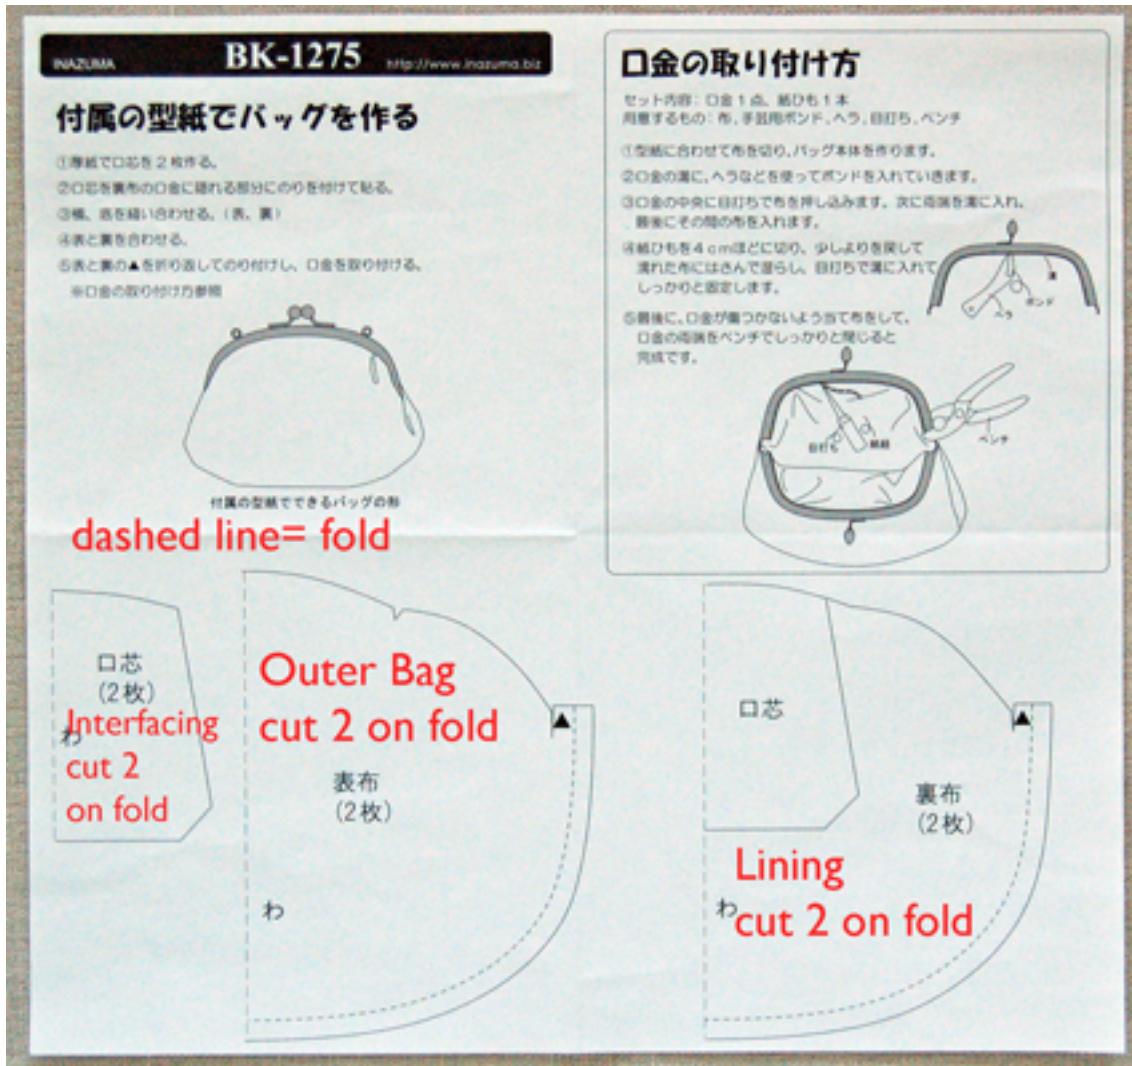 INAZUMA BK-1275 http://www.inazuma.biz
付属の型紙でバッグを作る
①厚紙で口芯を2枚作る。
②口芯を裏布の口金に隠れる部分にのりを付けて貼る。
③横、底を縫い合わせる。(表、裏)
④表と裏を合わせる。
⑤表と裏の▲を折り返してのり付けし、口金を取り付ける。
※口金の取り付け方参照
付属の型紙でできるバッグの形
口金の取り付け方
セット内容:口金1点、紙ひも1本
用意するもの:布、手芸用ボンド、ヘラ、目打ち、ペンチ
①型紙に合わせて布を切り、バッグ本体を作ります。
②口金の溝に、ヘラなどを使ってボンドを入れていきます。
③口金の中央に目打ちで布を押し込みます。次に両端を溝に入れ、
最後にその間の布を入れます。
④紙ひもを4cmほどに切り、少しよりを戻して
濡れた布にはさんで湿らし、目打ちで溝に入れて
しっかりと固定します。
溝
ボンド
ヘラ
⑤最後に、口金が傷つかないよう当て布をして、
口金の両端をペンチでしっかりと閉じると
完成です。
目打ち
紙紐
ペンチ
dashed line= fold
口芯
(2枚)
わ
Interfacing
cut 2
on fold
Outer Bag
cut 2 on fold
表布
(2枚)
わ
▲
口芯
▲
裏布
(2枚)
Lining
わ
cut 2 on fold